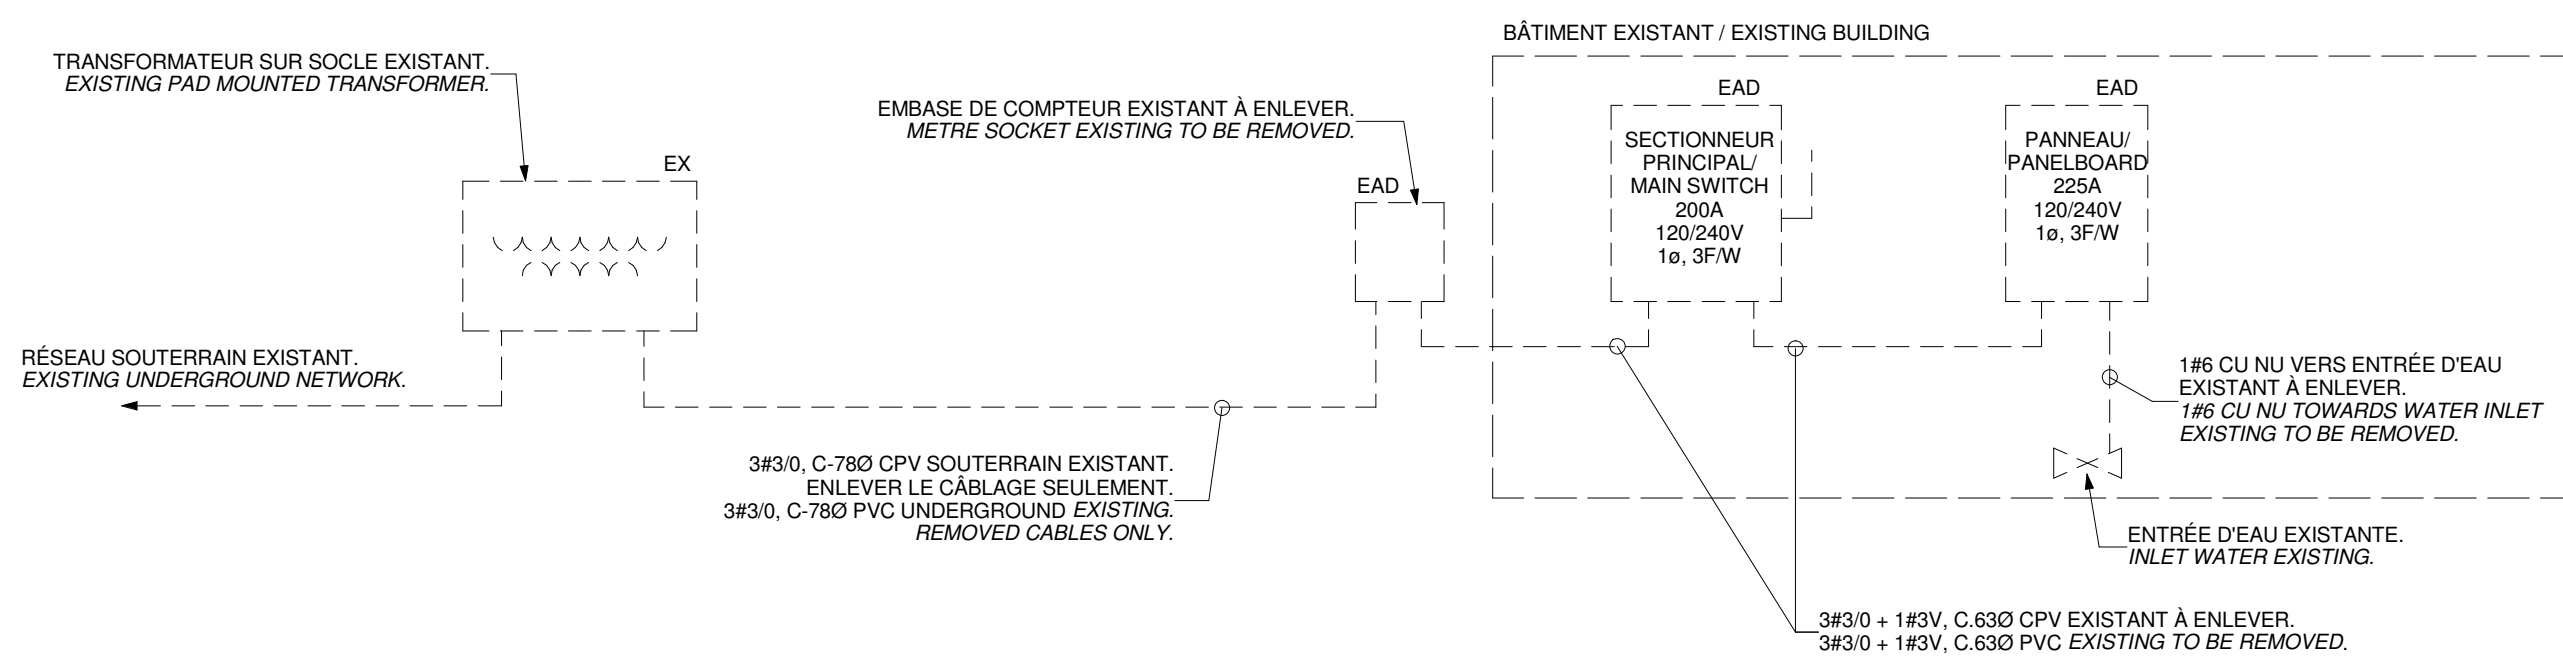 BÂTIMENT EXISTANT / EXISTING BUILDING
TRANSFORMATEUR SUR SOCLE EXISTANT.
EXISTING PAD MOUNTED TRANSFORMER.
EX
EMBASE DE COMPTEUR EXISTANT À ENLEVER.
METRE SOCKET EXISTING TO BE REMOVED.
EAD
EAD
SECTIONNEUR
PRINCIPAL/
MAIN SWITCH
200A
120/240V
1ø, 3F/W
EAD
PANNEAU/
PANELBOARD
225A
120/240V
1ø, 3F/W
RÉSEAU SOUTERRAIN EXISTANT.
EXISTING UNDERGROUND NETWORK.
1#6 CU NU VERS ENTRÉE D'EAU
EXISTANT À ENLEVER.
1#6 CU NU TOWARDS WATER INLET
EXISTING TO BE REMOVED.
3#3/0, C-78Ø CPV SOUTERRAIN EXISTANT.
ENLEVER LE CÂBLAGE SEULEMENT.
3#3/0, C-78Ø PVC UNDERGROUND EXISTING.
REMOVED CABLES ONLY.
ENTRÉE D'EAU EXISTANTE.
INLET WATER EXISTING.
3#3/0 + 1#3V, C.63Ø CPV EXISTANT À ENLEVER.
3#3/0 + 1#3V, C.63Ø PVC EXISTING TO BE REMOVED.